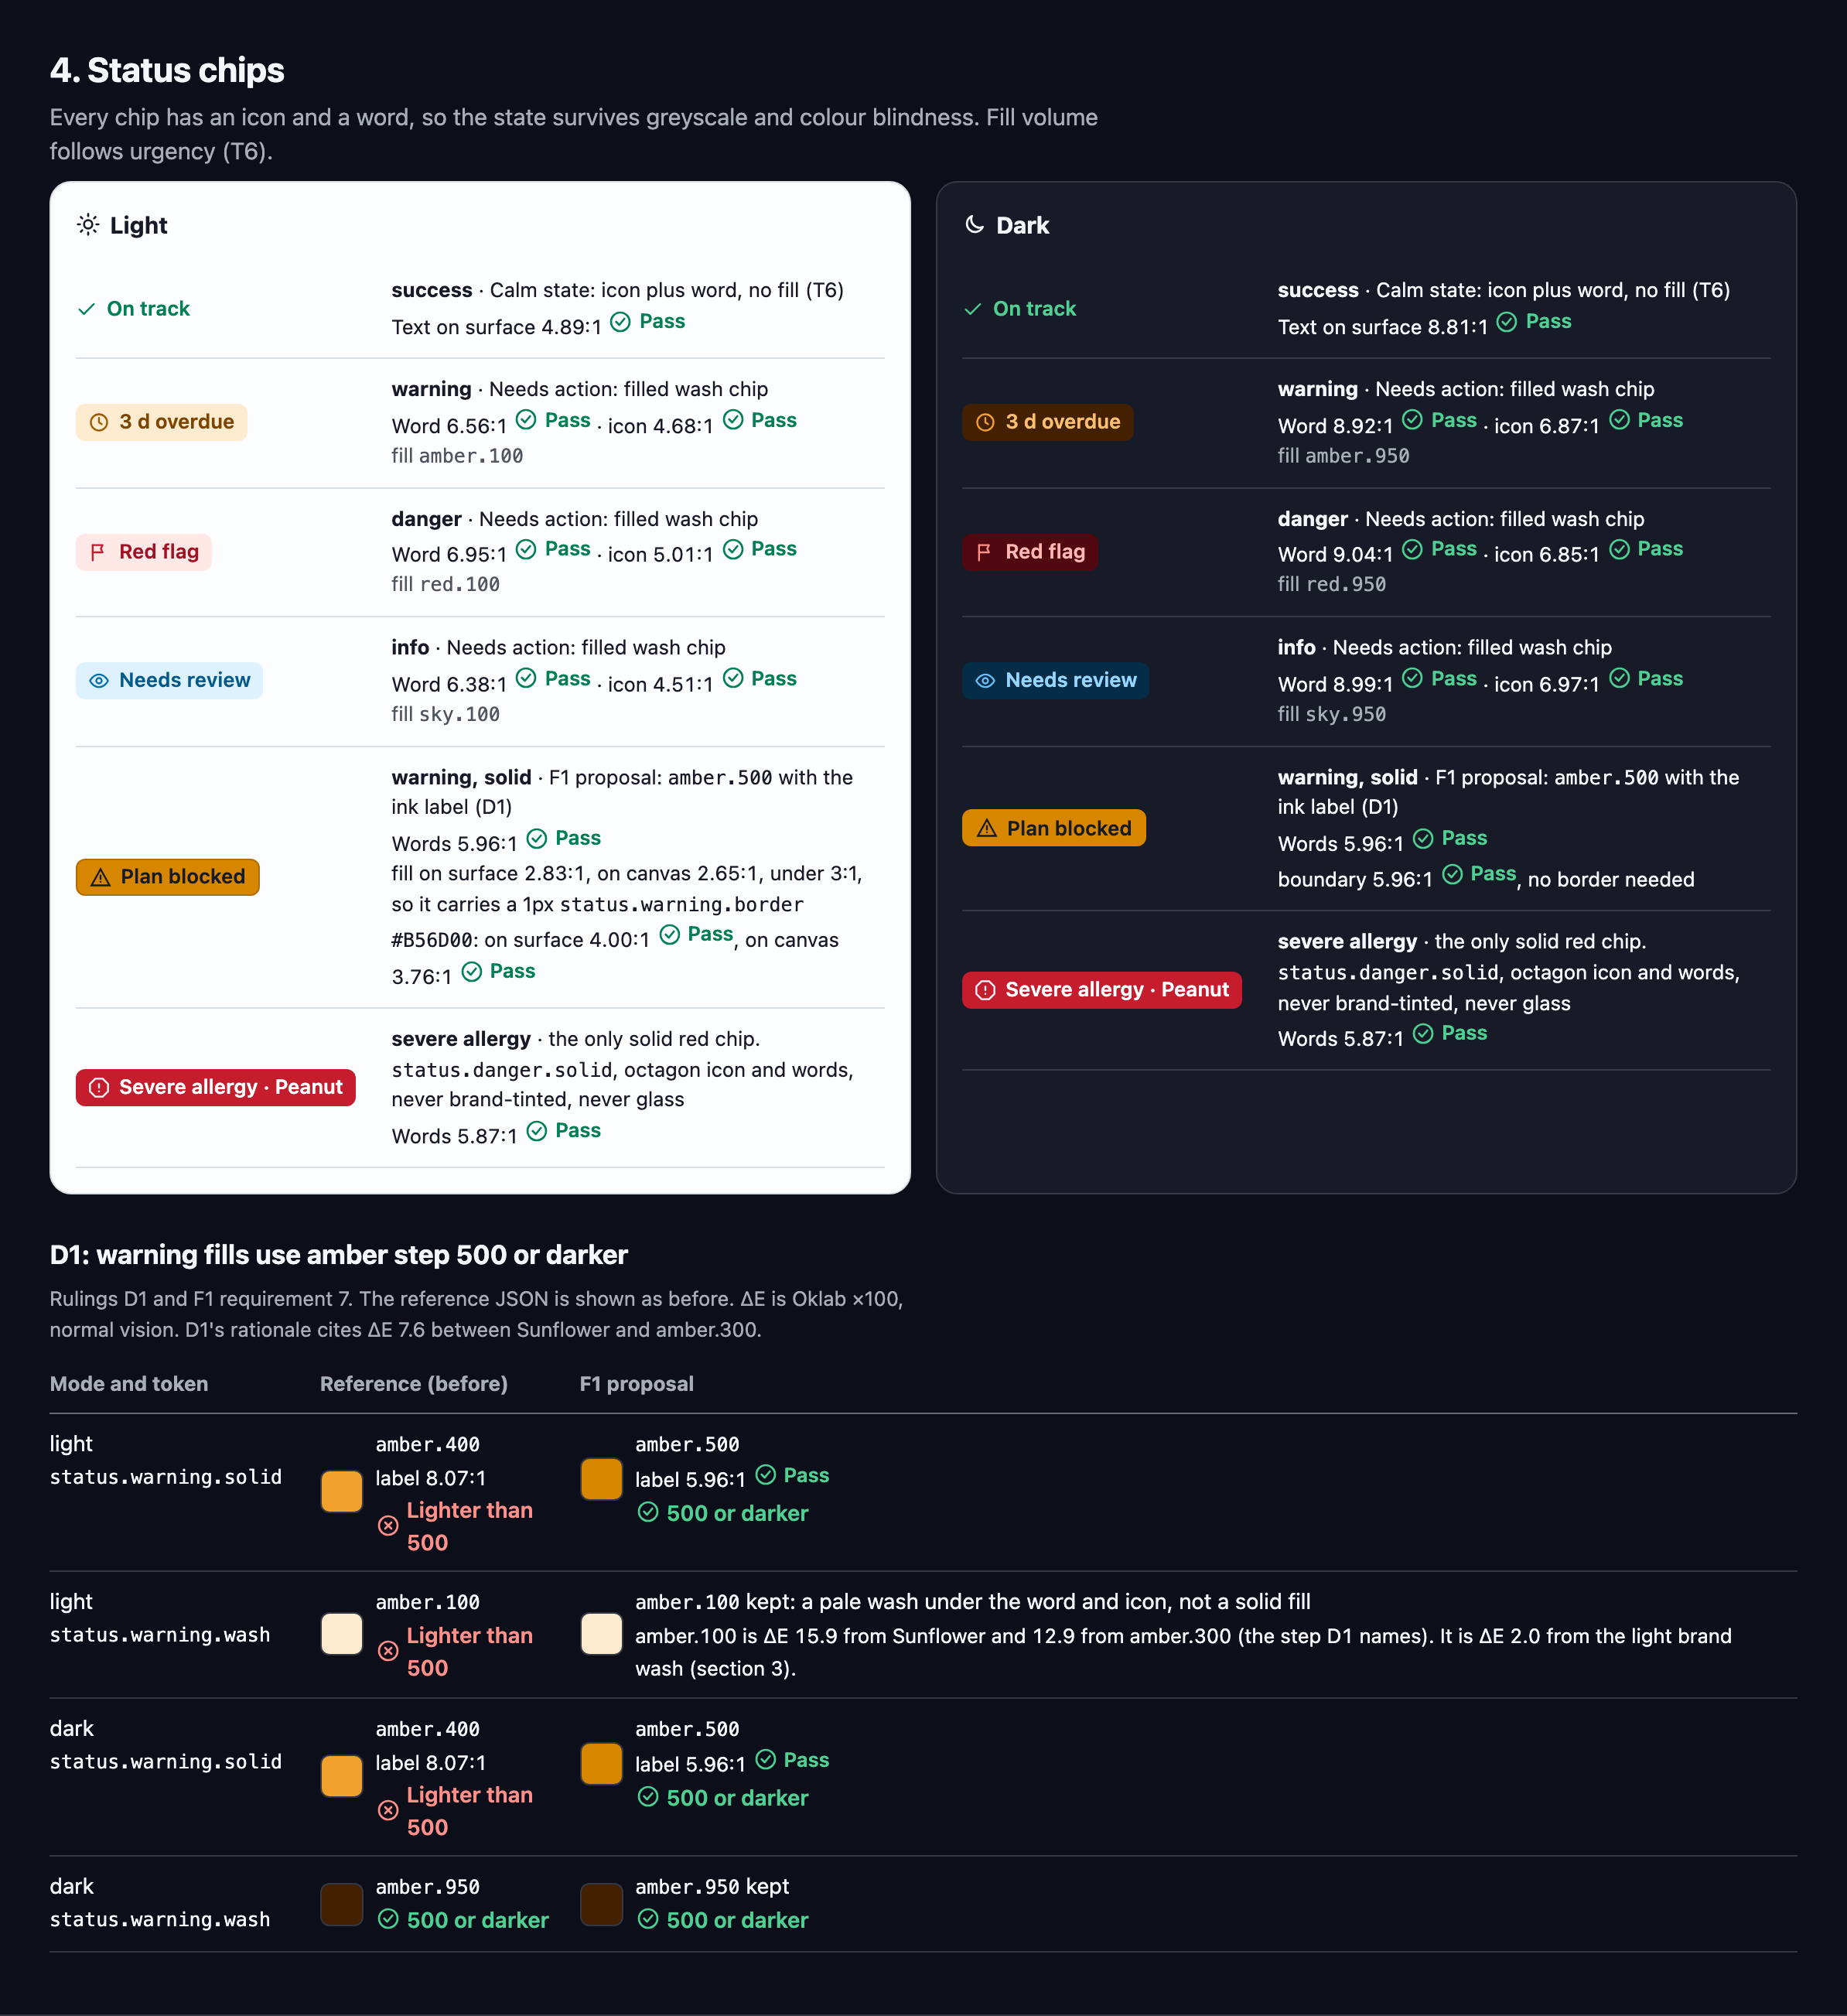 4. Status chips
Every chip has an icon and a word, so the state survives greyscale and colour blindness. Fill volume
follows urgency (T6).
Light
On track
success · Calm state: icon plus word, no fill (T6)
Text on surface 4.89:1 Pass
3 d overdue
warning · Needs action: filled wash chip
Word 6.56:1 Pass · icon 4.68:1 Pass
fill amber.100
Red flag
danger · Needs action: filled wash chip
Word 6.95:1 Pass · icon 5.01:1 Pass
fill red.100
Needs review
info · Needs action: filled wash chip
Word 6.38:1 Pass · icon 4.51:1 Pass
fill sky.100
Plan blocked
warning, solid · F1 proposal: amber.500 with the
ink label (D1)
Words 5.96:1 Pass
fill on surface 2.83:1, on canvas 2.65:1, under 3:1,
so it carries a 1px status.warning.border
#B56D00: on surface 4.00:1 Pass, on canvas
3.76:1 Pass
Severe allergy · Peanut
severe allergy · the only solid red chip.
status.danger.solid, octagon icon and words,
never brand-tinted, never glass
Words 5.87:1 Pass
Dark
On track
success · Calm state: icon plus word, no fill (T6)
Text on surface 8.81:1 Pass
3 d overdue
warning · Needs action: filled wash chip
Word 8.92:1 Pass · icon 6.87:1 Pass
fill amber.950
Red flag
danger · Needs action: filled wash chip
Word 9.04:1 Pass · icon 6.85:1 Pass
fill red.950
Needs review
info · Needs action: filled wash chip
Word 8.99:1 Pass · icon 6.97:1 Pass
fill sky.950
Plan blocked
warning, solid · F1 proposal: amber.500 with the
ink label (D1)
Words 5.96:1 Pass
boundary 5.96:1 Pass, no border needed
Severe allergy · Peanut
severe allergy · the only solid red chip.
status.danger.solid, octagon icon and words,
never brand-tinted, never glass
Words 5.87:1 Pass
D1: warning fills use amber step 500 or darker
Rulings D1 and F1 requirement 7. The reference JSON is shown as before. ΔE is Oklab ×100,
normal vision. D1's rationale cites ΔE 7.6 between Sunflower and amber.300.
Mode and token
Reference (before)
F1 proposal
light
status.warning.solid
amber.400
label 8.07:1
Lighter than
500
amber.500
label 5.96:1 Pass
500 or darker
light
status.warning.wash
amber.100
Lighter than
500
amber.100 kept: a pale wash under the word and icon, not a solid fill
amber.100 is ΔE 15.9 from Sunflower and 12.9 from amber.300 (the step D1 names). It is ΔE 2.0 from the light brand
wash (section 3).
dark
status.warning.solid
amber.400
label 8.07:1
Lighter than
500
amber.500
label 5.96:1 Pass
500 or darker
dark
status.warning.wash
amber.950
500 or darker
amber.950 kept
500 or darker